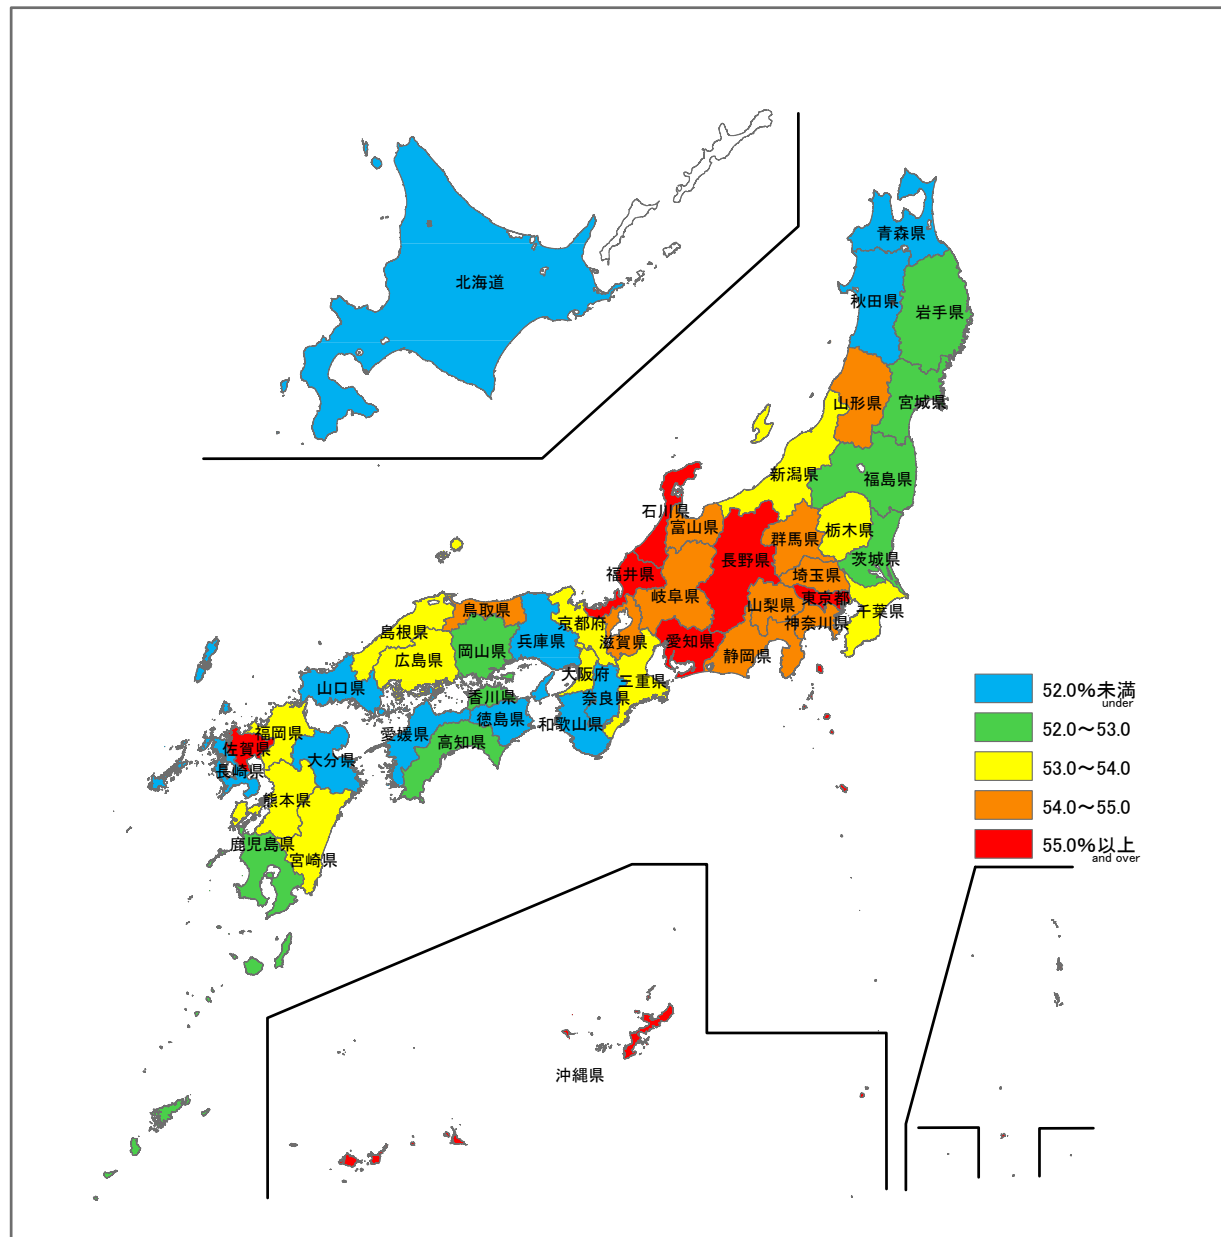 北海道
青森県
秋田県
岩手県
山形県
宮城県
新潟県
福島県
石川県
富山県
栃木県
群馬県
茨城県
長野県
福井県
埼玉県
岐阜県
東京都
山梨県
千葉県
鳥取県
京都府
神奈川県
島根県
兵庫県
滋賀県
愛知県
岡山県
静岡県
広島県
大阪府
三重県
山口県
香川県
奈良県
徳島県
和歌山県
福岡県
愛媛県
高知県
佐賀県
大分県
長崎県
熊本県
鹿児島県
宮崎県
沖縄県
52.0%未満
under
52.0～53.0
53.0～54.0
54.0～55.0
55.0%以上
and over